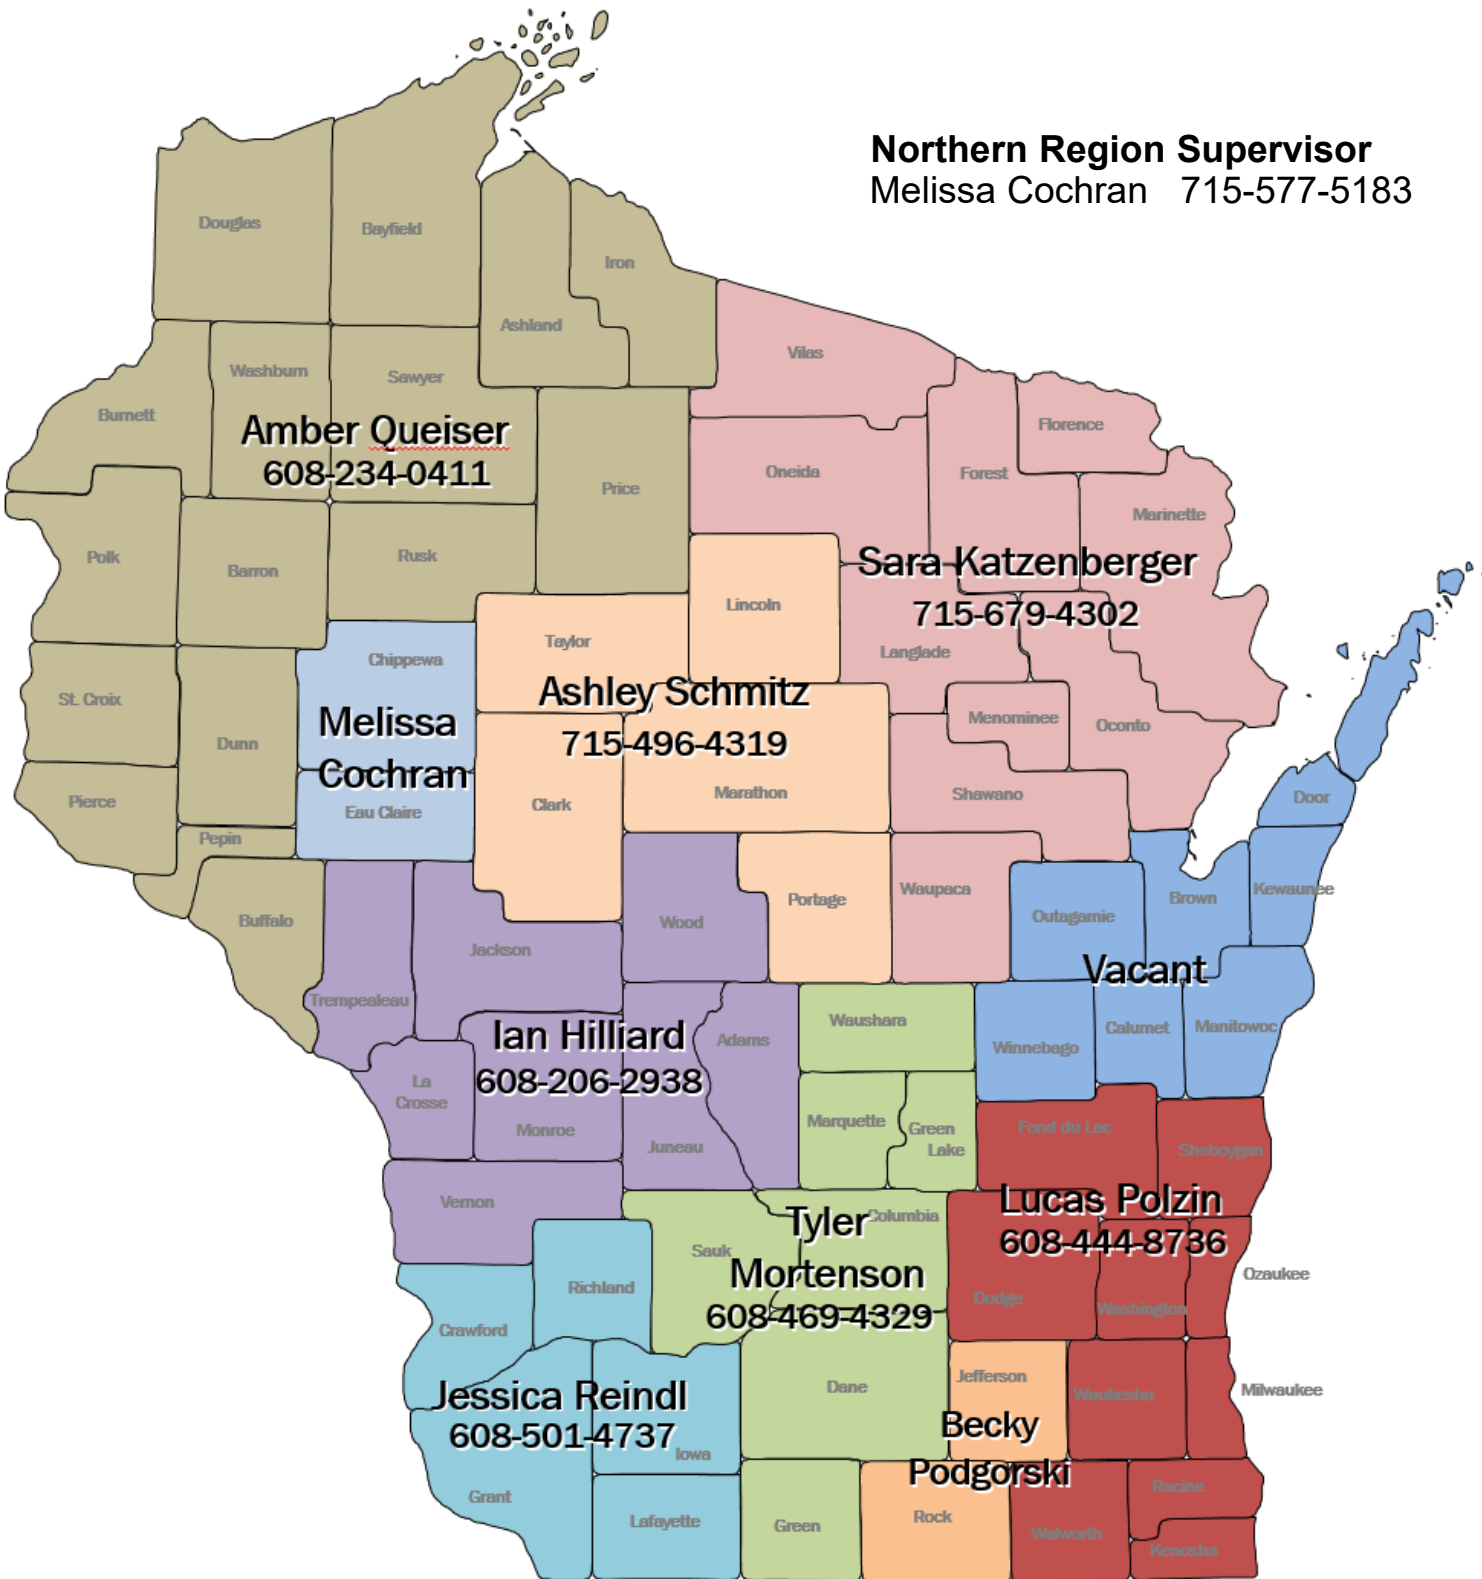 Northern Region Supervisor
Melissa Cochran 715-577-5183
Douglas
Bayfield
Iron
Ashland
Vilas
Washburn
Sawyer
Burnett
Florence
Amber Queiser
608-234-0411
Oneida
Forest
Price
Marinette
Polk
Barron
Rusk
Sara Katzenberger
715-679-4302
Lincoln
Taylor
Langlade
Chippewa
St. Croix
Ashley Schmitz
715-496-4319
Melissa
Cochran
Menominee
Oconto
Dunn
Pierce
Eau Claire
Clark
Marathon
Shawano
Door
Pepin
Buffalo
Wood
Portage
Waupaca
Outagamie
Brown
Kewaunee
Jackson
Vacant
Trempealeau
Ian Hilliard
608-206-2938
Adams
Waushara
Winnebago
Calumet
Manitowoc
La
Crosse
Monroe
Juneau
Marquette
Green
Lake
Fond du Lac
Sheboygan
Vernon
Lucas Polzin
608-444-8736
Columbia
Tyler
Mortenson
608-469-4329
Sauk
Richland
Dodge
Washington
Ozaukee
Crawford
Jessica Reindl
608-501-4737
Iowa
Dane
Jefferson
Becky
Podgorski
Waukesha
Milwaukee
Grant
Lafayette
Green
Rock
Walworth
Racine
Kenosha